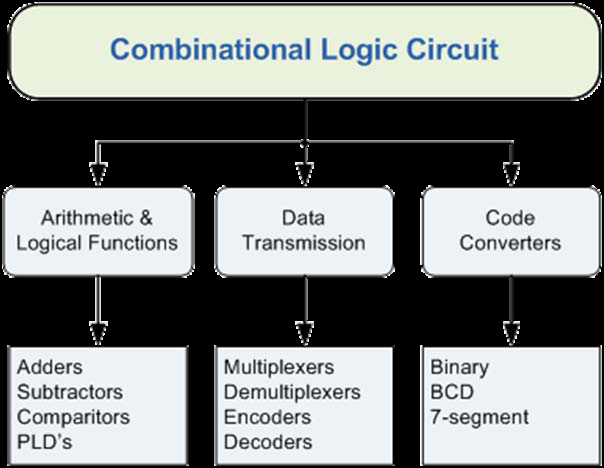 Combinational Logic Circuit
Arithmetic &
Logical Functions
Data
Transmission
Code
Converters
Adders
Subtractors
Comparitors
PLD's
Multiplexers
Demultiplexers
Encoders
Decoders
Binary
BCD
7-segment